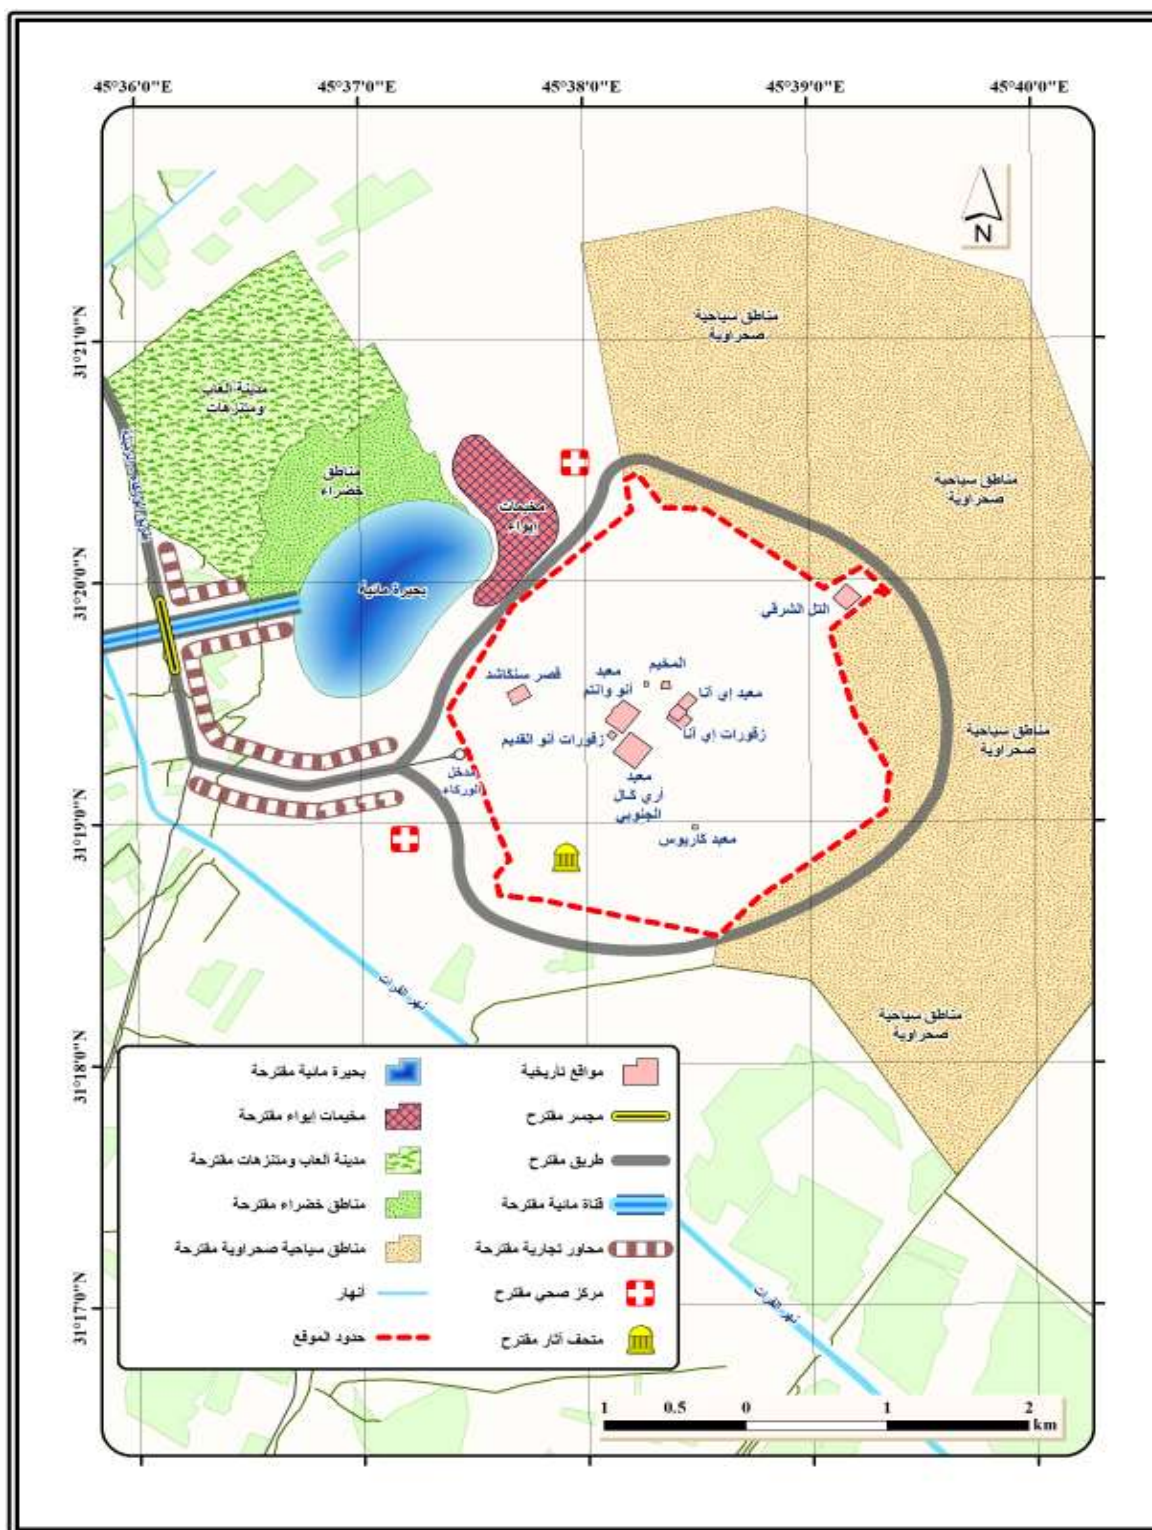 45°36'0"E
45°37'0"E
45°38'0"E
45°39'0"E
45°40'0"E
31°21'0"N
31°20'0"N
31°19'0"N
31°18'0"N
31°17'0"N
N
مناطق سياحية
صحراوية
مدينة العاب
ومتنزهات
مناطق
خضراء
مخيمات
إيواء
مناطق سياحية
صحراوية
بحيرة مائية
التل الشرقي
المخيم
معبد
أنو وانتم
قصر سنكاشد
معبد إي أنا
زقورات إي أنا
زقورات أنو القديم
مناطق سياحية
صحراوية
مدخل
الوركاء
معبد
أري كال
الجنوبي
معبد كاريوس
نهر الفرات
مناطق سياحية
صحراوية
مواقع تأريخية
مجسر مقترح
طريق مقترح
قناة مائية مقترحة
محاور تجارية مقترحة
مركز صحي مقترح
متحف آثار مقترح
بحيرة مائية مقترحة
مخيمات إيواء مقترحة
مدينة العاب ومتنزهات مقترحة
مناطق خضراء مقترحة
مناطق سياحية صحراوية مقترحة
أنهار
حدود الموقع
نهر الفرات
1 0.5 0 1 2
km